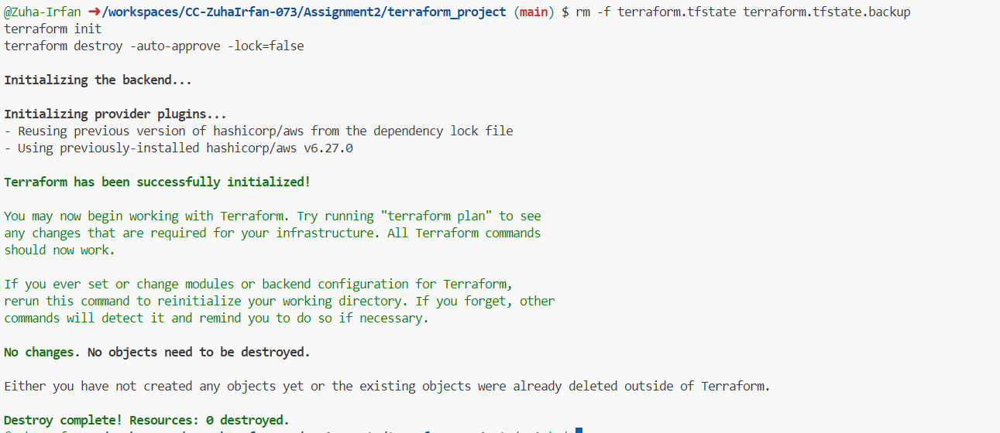 @Zuha-Irfan ➜/workspaces/CC-ZuhaIrfan-073/Assignment2/terraform_project (main) $ rm -f terraform.tfstate terraform.tfstate.backup
terraform init
terraform destroy -auto-approve -lock=false
Initializing the backend...
Initializing provider plugins...
- Reusing previous version of hashicorp/aws from the dependency lock file
- Using previously-installed hashicorp/aws v6.27.0
Terraform has been successfully initialized!
You may now begin working with Terraform. Try running "terraform plan" to see
any changes that are required for your infrastructure. All Terraform commands
should now work.
If you ever set or change modules or backend configuration for Terraform,
rerun this command to reinitialize your working directory. If you forget, other
commands will detect it and remind you to do so if necessary.
No changes. No objects need to be destroyed.
Either you have not created any objects yet or the existing objects were already deleted outside of Terraform.
Destroy complete! Resources: 0 destroyed.